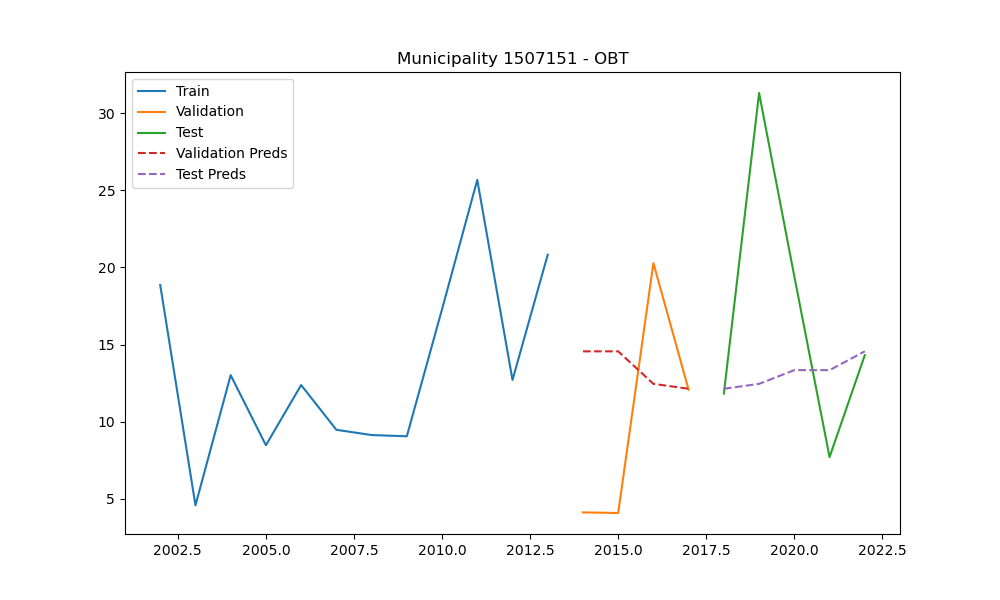 Municipality 1507151 - OBT
Train
Validation
Test
Validation Preds
Test Preds
30
25
20
15
10
5
2002.5 2005.0 2007.5 2010.0 2012.5 2015.0 2017.5 2020.0 2022.5